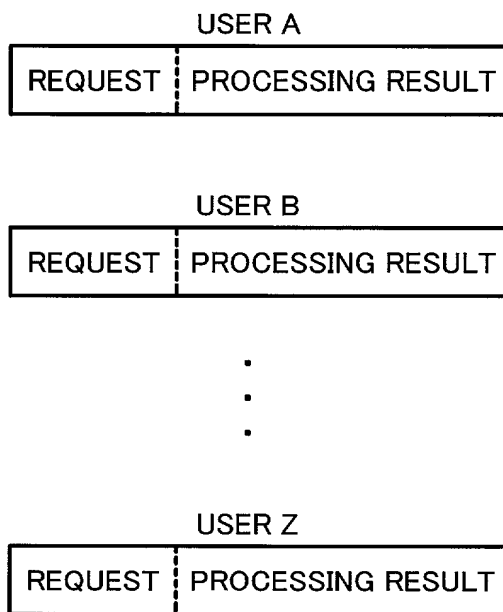 USER A
REQUEST PROCESSING RESULT
USER B
REQUEST PROCESSING RESULT
USER Z
REQUEST PROCESSING RESULT